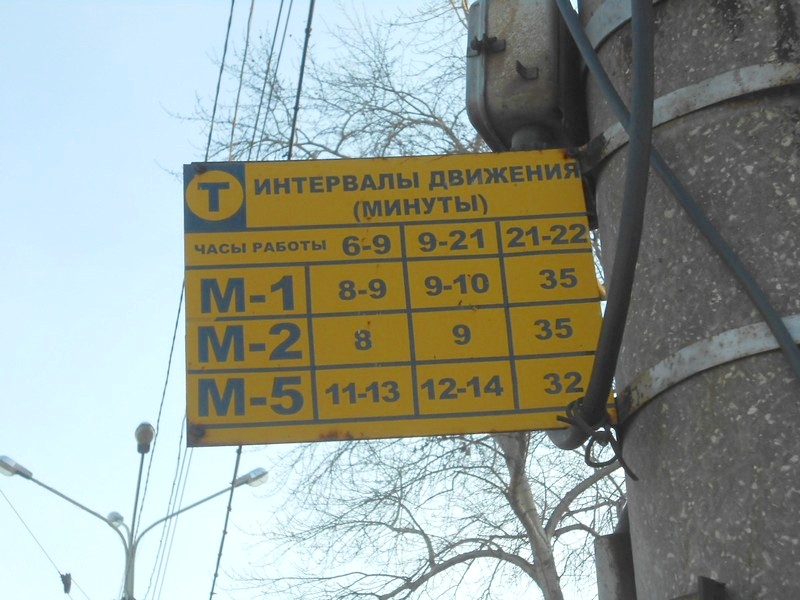 Т ИНТЕРВАЛЫ ДВИЖЕНИЯ
(МИНУТЫ)
ЧАСЫ РАБОТЫ 6-9 9-21 21-22
М-1 8-9 9-10 35
М-2 8 9 35
М-5 11-13 12-14 32